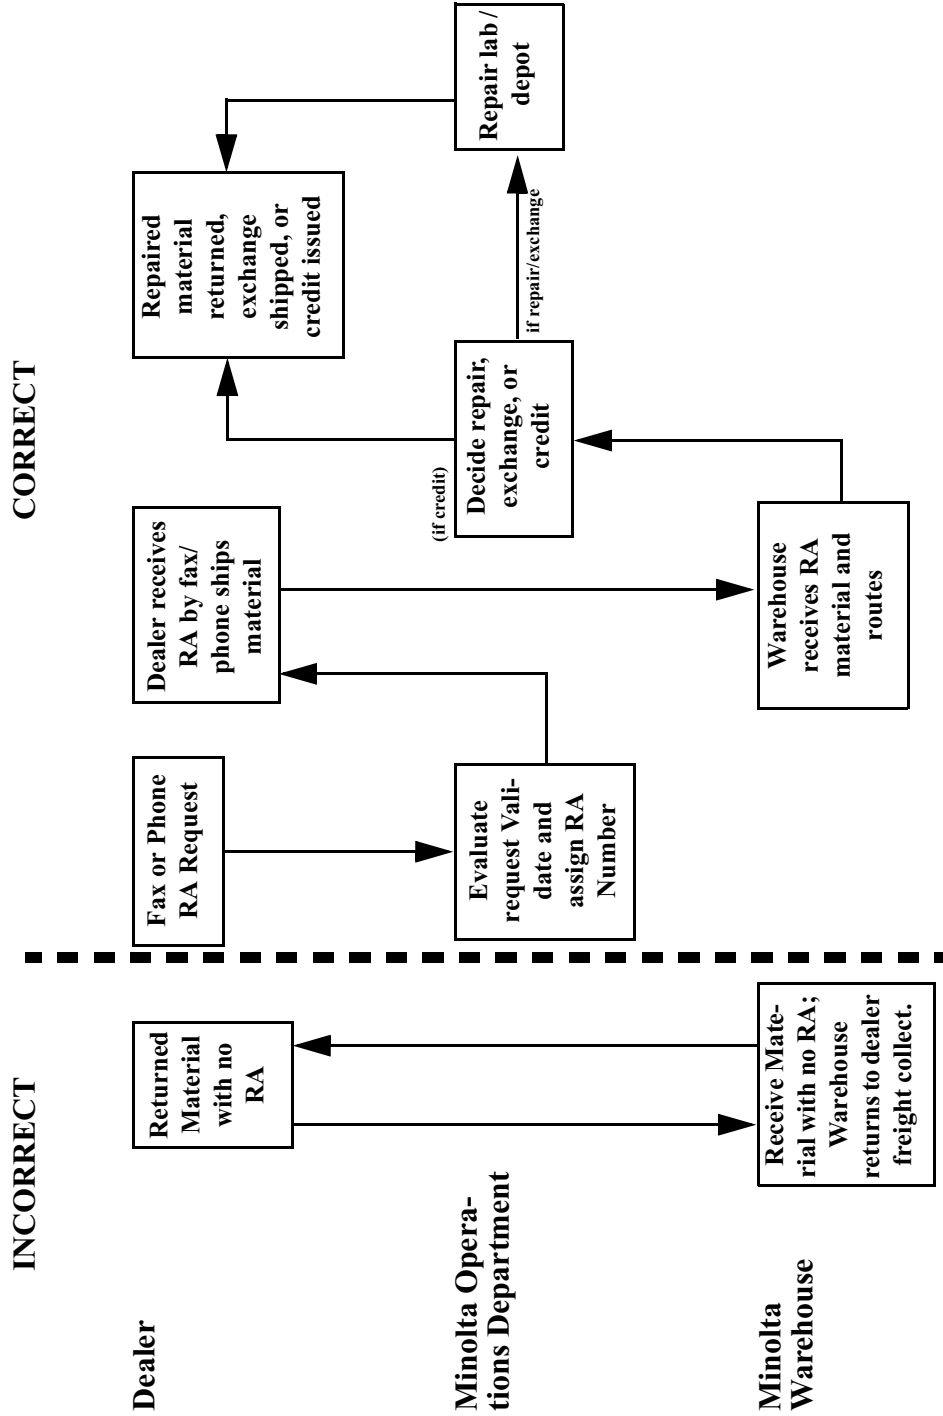 INCORRECT
CORRECT
Dealer
Returned
Material
with no
RA
Fax or Phone
RA Request
Dealer receives
RA by fax/
phone ships
material
Repaired
material
returned,
exchange
shipped, or
credit issued
Minolta Opera-
tions Department
Evaluate
request Vali-
date and
assign RA
Number
(if credit)
Decide repair,
exchange, or
credit
if repair/exchange
Repair lab /
depot
Minolta
Warehouse
Receive Mate-
rial with no RA;
Warehouse
returns to dealer
freight collect.
Warehouse
receives RA
material and
routes